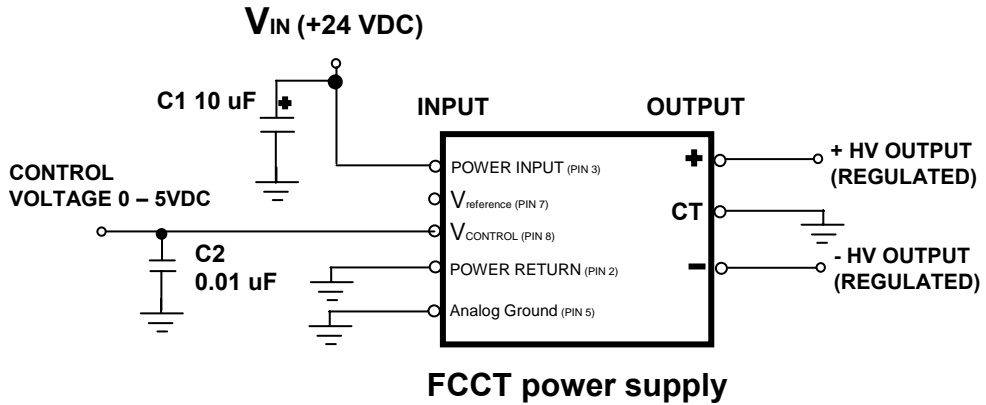 VIN (+24 VDC)
C1 10 uF
+
INPUT
OUTPUT
CONTROL
VOLTAGE 0 – 5VDC
POWER INPUT (PIN 3)
+
+ HV OUTPUT
(REGULATED)
Vreference (PIN 7)
CT
VCONTROL (PIN 8)
C2
0.01 uF
POWER RETURN (PIN 2)
-
- HV OUTPUT
(REGULATED)
Analog Ground (PIN 5)
FCCT power supply